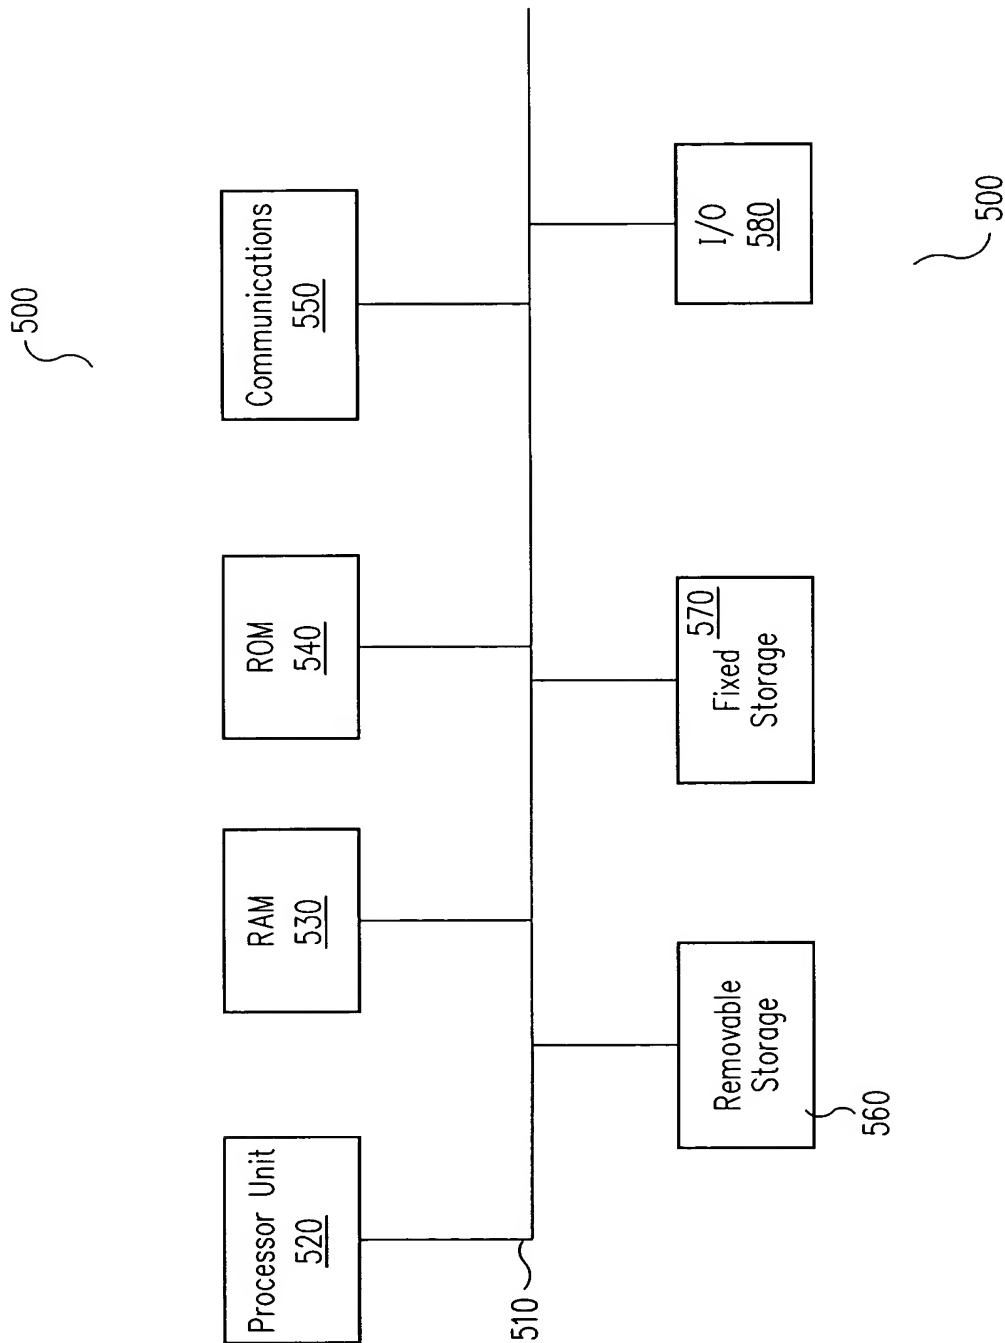 500
Processor Unit
520
RAM
530
ROM
540
Communications
550
510
Removable
Storage
560
570
Fixed
Storage
I/O
580
500